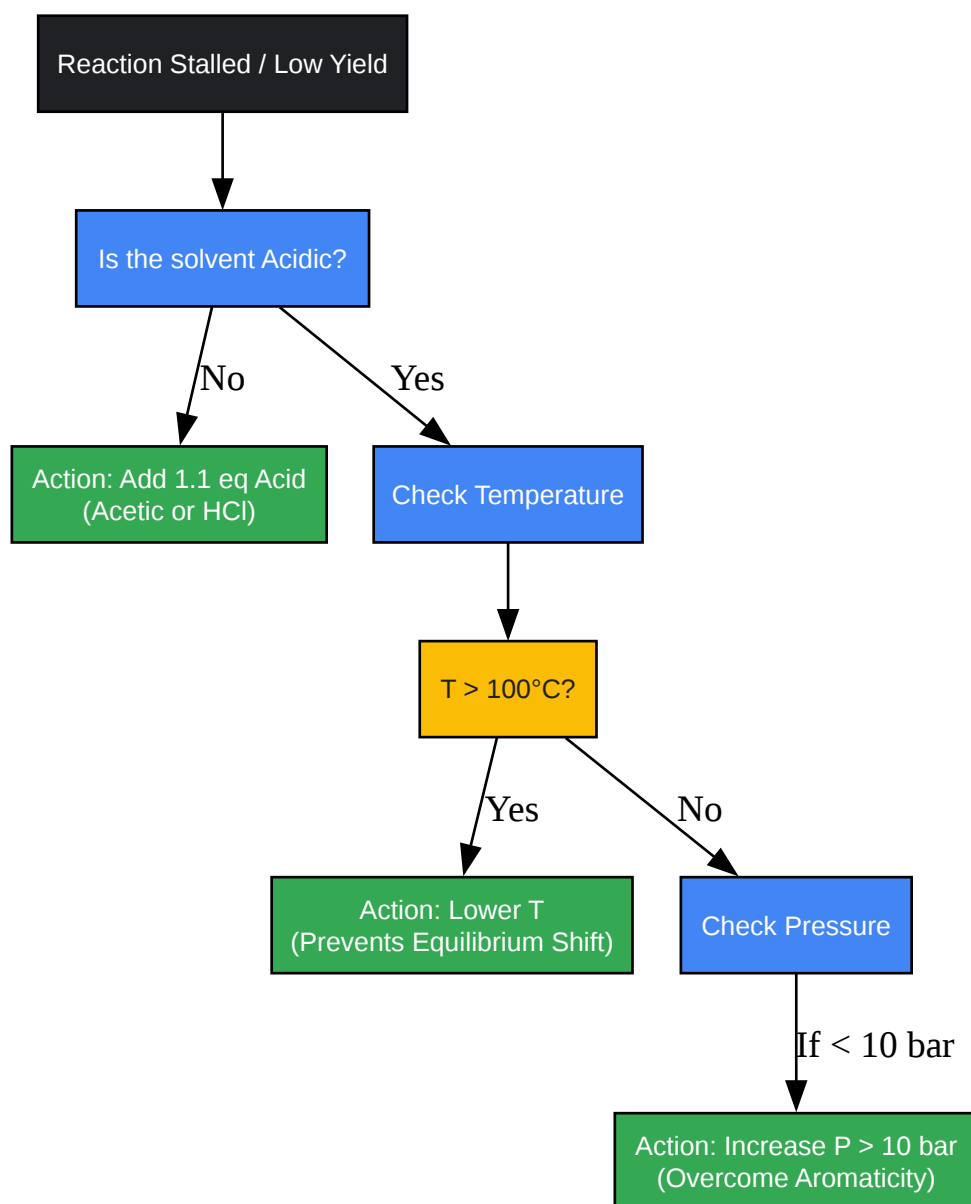 Reaction Stalled / Low Yield
Is the solvent Acidic?
No
Yes
Action: Add 1.1 eq Acid
(Acetic or HCl)
Check Temperature
T > 100°C?
Yes
No
Action: Lower T
(Prevents Equilibrium Shift)
Check Pressure
If < 10 bar
Action: Increase P > 10 bar
(Overcome Aromaticity)